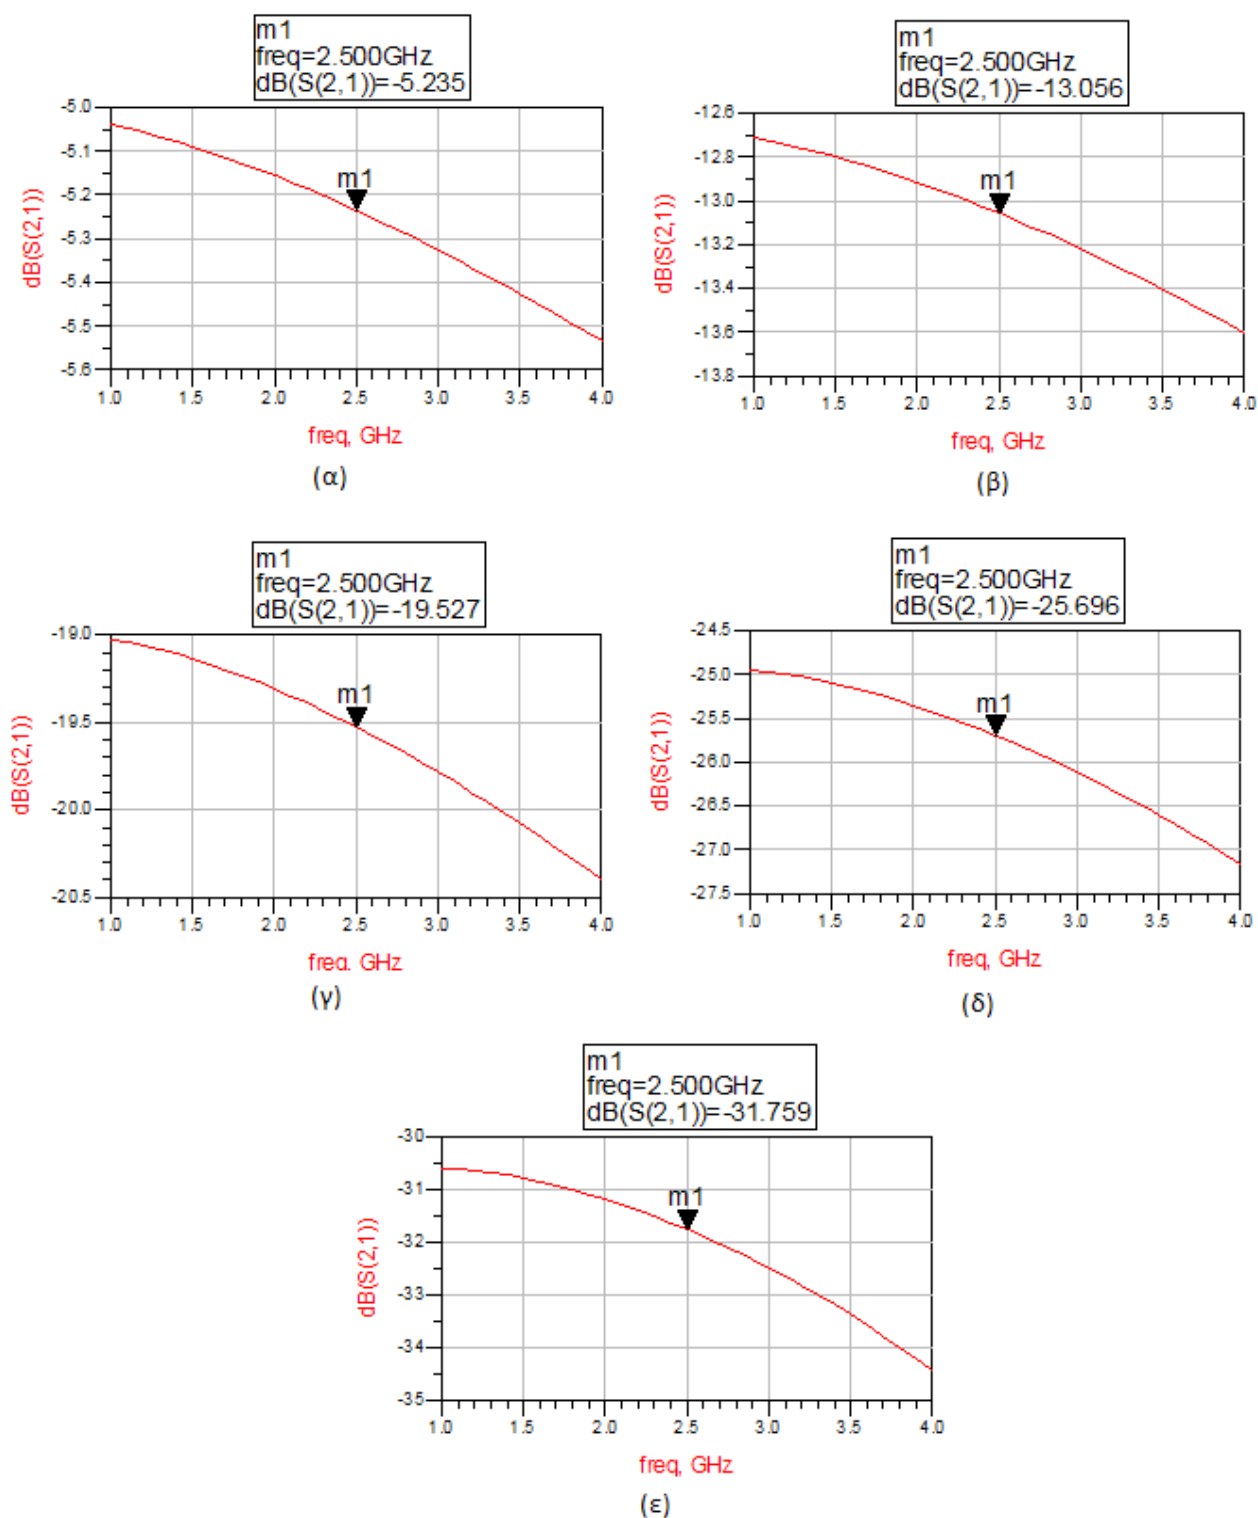 m1
freq=2.500GHz
dB(S(2,1))=-5.235
-5.0
-5.1
-5.2
-5.3
-5.4
-5.5
-5.6
dB(S(2,1))
m1
1.0 1.5 2.0 2.5 3.0 3.5 4.0
freq, GHz
(α)
m1
freq=2.500GHz
dB(S(2,1))=-13.056
-12.6
-12.8
-13.0
-13.2
-13.4
-13.6
-13.8
dB(S(2,1))
m1
1.0 1.5 2.0 2.5 3.0 3.5 4.0
freq, GHz
(β)
m1
freq=2.500GHz
dB(S(2,1))=-19.527
-19.0
-19.5
-20.0
-20.5
dB(S(2,1))
m1
1.0 1.5 2.0 2.5 3.0 3.5 4.0
freq. GHz
(γ)
m1
freq=2.500GHz
dB(S(2,1))=-25.696
-24.5
-25.0
-25.5
-26.0
-26.5
-27.0
-27.5
dB(S(2,1))
m1
1.0 1.5 2.0 2.5 3.0 3.5 4.0
freq, GHz
(δ)
m1
freq=2.500GHz
dB(S(2,1))=-31.759
-30
-31
-32
-33
-34
-35
dB(S(2,1))
m1
1.0 1.5 2.0 2.5 3.0 3.5 4.0
freq, GHz
(ε)